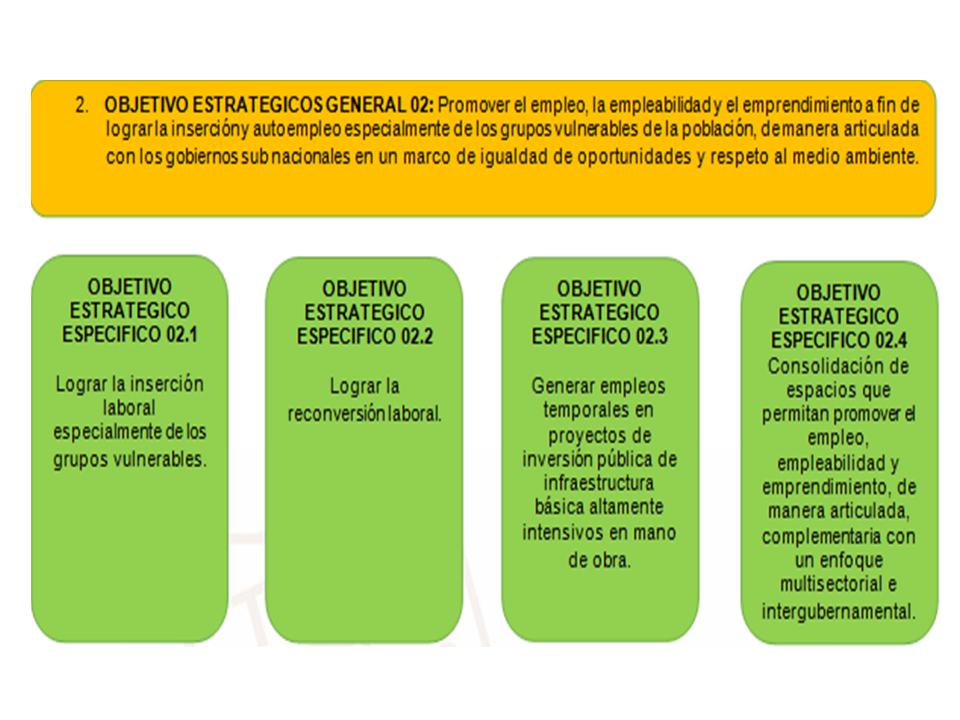 2. OBJETIVO ESTRATEGICOS GENERAL 02: Promover el empleo, la empleabilidad y el emprendimiento a fin de
lograr la inserción y autoempleo especialmente de los grupos vulnerables de la población, de manera articulada
con los gobiernos sub nacionales en un marco de igualdad de oportunidades y respeto al medio ambiente.
OBJETIVO
ESTRATEGICO
ESPECIFICO 02.1
Lograr la inserción
laboral
especialmente de los
grupos vulnerables.
OBJETIVO
ESTRATEGICO
ESPECIFICO 02.2
Lograr la
reconversión laboral.
OBJETIVO
ESTRATEGICO
ESPECIFICO 02.3
Generar empleos
temporales en
proyectos de
inversión pública de
infraestructura
básica altamente
intensivos en mano
de obra.
OBJETIVO
ESTRATEGICO
ESPECIFICO 02.4
Consolidación de
espacios que
permitan promover el
empleo,
empleabilidad y
emprendimiento, de
manera articulada,
complementaria con
un enfoque
multisectorial e
intergubernamental.